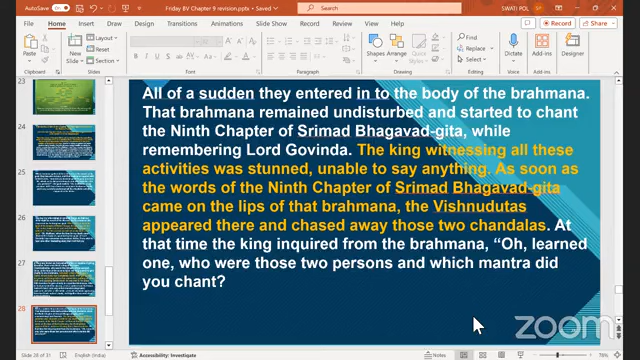 AutoSave
Friday BV Chapter 9 revision.pptx • Saved
Search
SWATI POL
File Home Insert Draw Design Transitions Animations Slide Show Record Review View Help
Record
Share
Paste
New Slide
Layout
Reset
Section
Shapes
Arrange
Quick Styles
Find
Replace
Select
Dictate
Add-ins
Designer
Clipboard
Slides
Font
Paragraph
Drawing
Editing
Voice
Add-ins
23
24
25
26
27
28
All of a sudden they entered in to the body of the brahmana.
That brahmana remained undisturbed and started to chant
the Ninth Chapter of Srimad Bhagavad-gita, while
remembering Lord Govinda. The king witnessing all these
activities was stunned, unable to say anything. As soon as
the words of the Ninth Chapter of Srimad Bhagavad-gita
came on the lips of that brahmana, the Vishnudutas
appeared there and chased away those two chandalas. At
that time the king inquired from the brahmana, “Oh, learned
one, who were those two persons and which mantra did
you chant?
zoom
Slide 28 of 31
English (India)
Accessibility: Investigate
Notes
76%